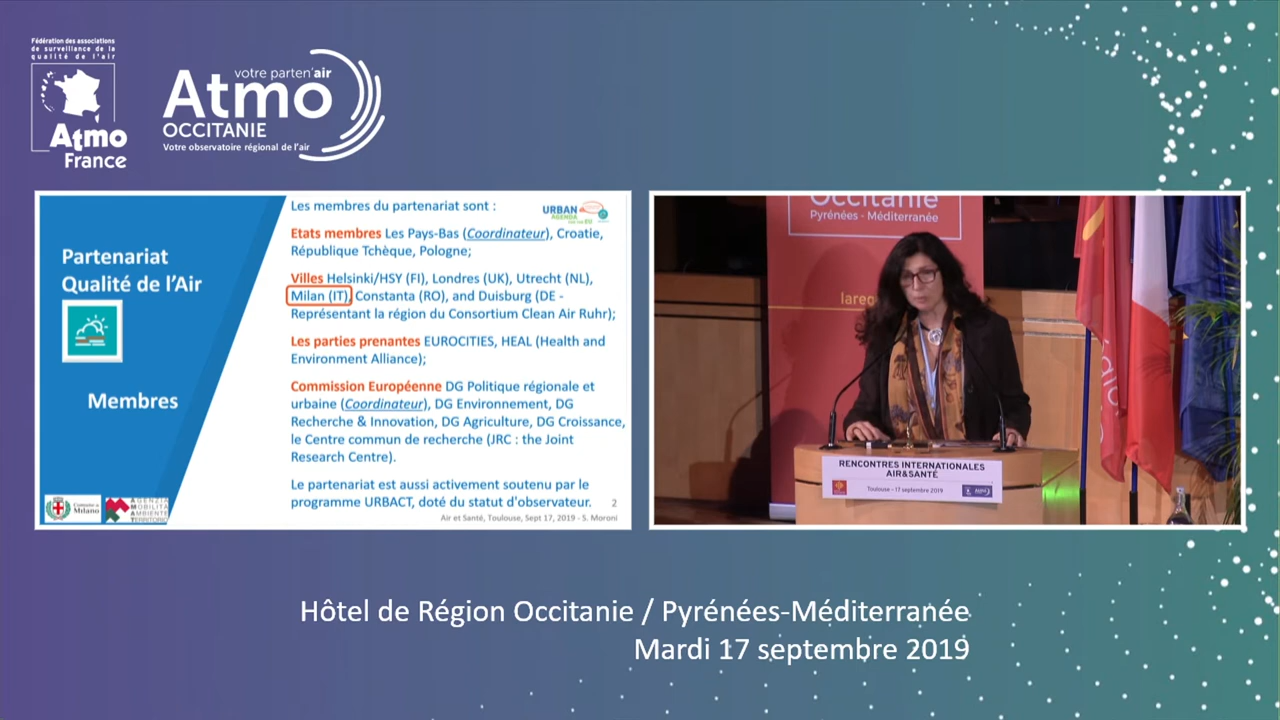 Fédération des associations
de surveillance de la
qualité de l'air
Atmo
France
votre parten'air
Atmo
OCCITANIE
Votre observatoire régional de l'air
Partenariat
Qualité de l'Air
Membres
Comune di
Milano
AGENZIA
MOBILITÀ
AMBIENTE
TERRITORIO
Les membres du partenariat sont :
URBAN
AGENDA
Etats membres Les Pays-Bas (Coordinateur), Croatie,
République Tchèque, Pologne;
Villes Helsinki/HSY (FI), Londres (UK), Utrecht (NL),
Milan (IT), Constanta (RO), and Duisburg (DE -
Représentant la région du Consortium Clean Air Ruhr);
Les parties prenantes EUROCITIES, HEAL (Health and
Environment Alliance);
Commission Européenne DG Politique régionale et
urbaine (Coordinateur), DG Environnement, DG
Recherche & Innovation, DG Agriculture, DG Croissance,
le Centre commun de recherche (JRC : the Joint
Research Centre).
Le partenariat est aussi activement soutenu par le
programme URBACT, doté du statut d'observateur.
2
Air et Santé, Toulouse, Sept 17, 2019 - S. Moroni
Occitanie
Pyrénées - Méditerranée
lareg
RENCONTRES INTERNATIONALES
AIR&SANTÉ
Toulouse - 17 septembre 2019
Hôtel de Région Occitanie / Pyrénées-Méditerranée
Mardi 17 septembre 2019